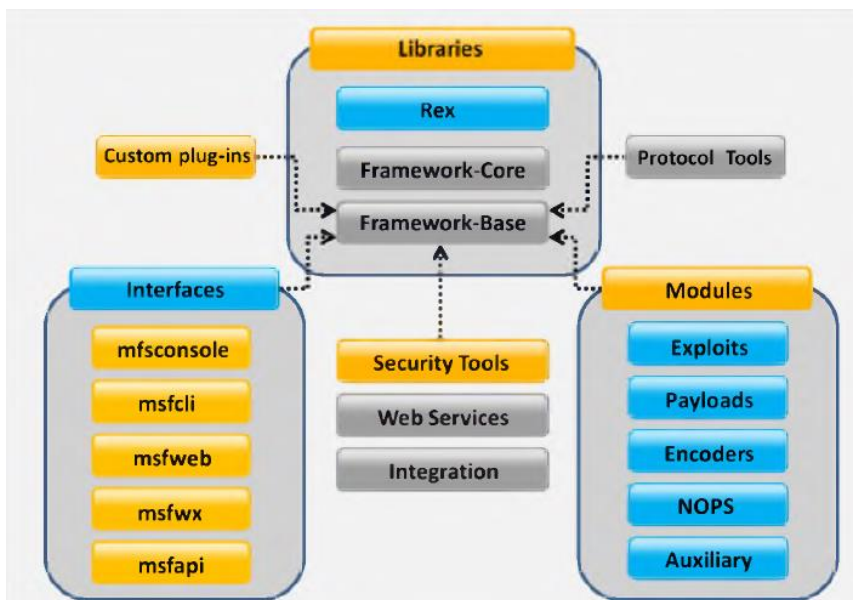 Libraries
Rex
Custom plug-ins
Framework-Core
Protocol Tools
Framework-Base
Interfaces
mfsconsole
msfcli
msfweb
msfwx
msfapi
Security Tools
Web Services
Integration
Modules
Exploits
Payloads
Encoders
NOPS
Auxiliary